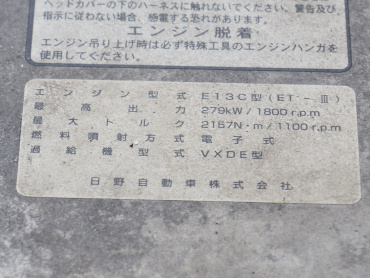 ヘッドカバーの下のハーネスに触れないでください。警告及び
指示に従わない場合、感電する恐れがあります。
エンジン脱着
エンジン吊り上げ時は必ず特殊工具のエンジンハンガ
を使用してください。
エンジン型式 E13C型(ET-Ⅲ)
最高出力 279kW/1800r.pm
最大トルク 2157N・m/1100r.pm
燃料噴射方式 電子式
過給機型式 VXDE型
日野自動車株式会社